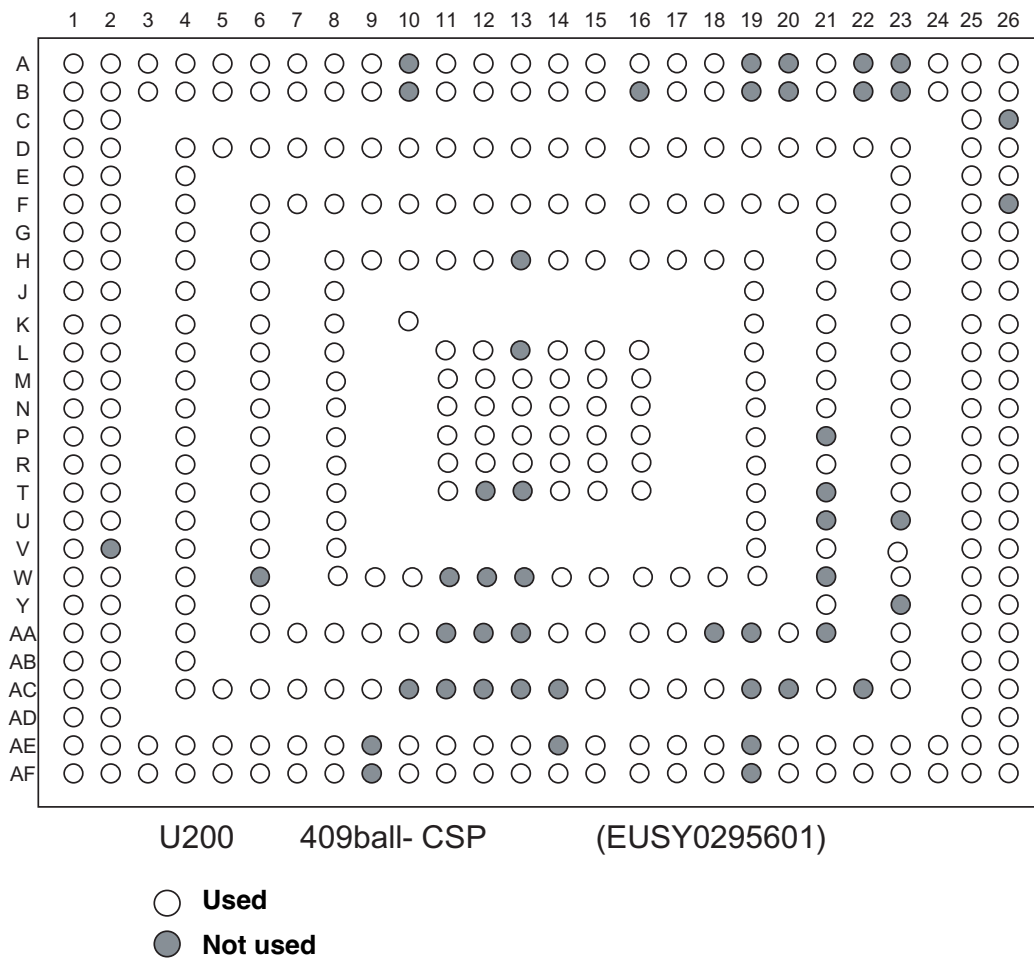 1 2 3 4 5 6 7 8 9 10 11 12 13 14 15 16 17 18 19 20 21 22 23 24 25 26
A
B
C
D
E
F
G
H
J
K
L
M
N
P
R
T
U
V
W
Y
AA
AB
AC
AD
AE
AF
U200 409ball- CSP (EUSY0295601)
Used
Not used